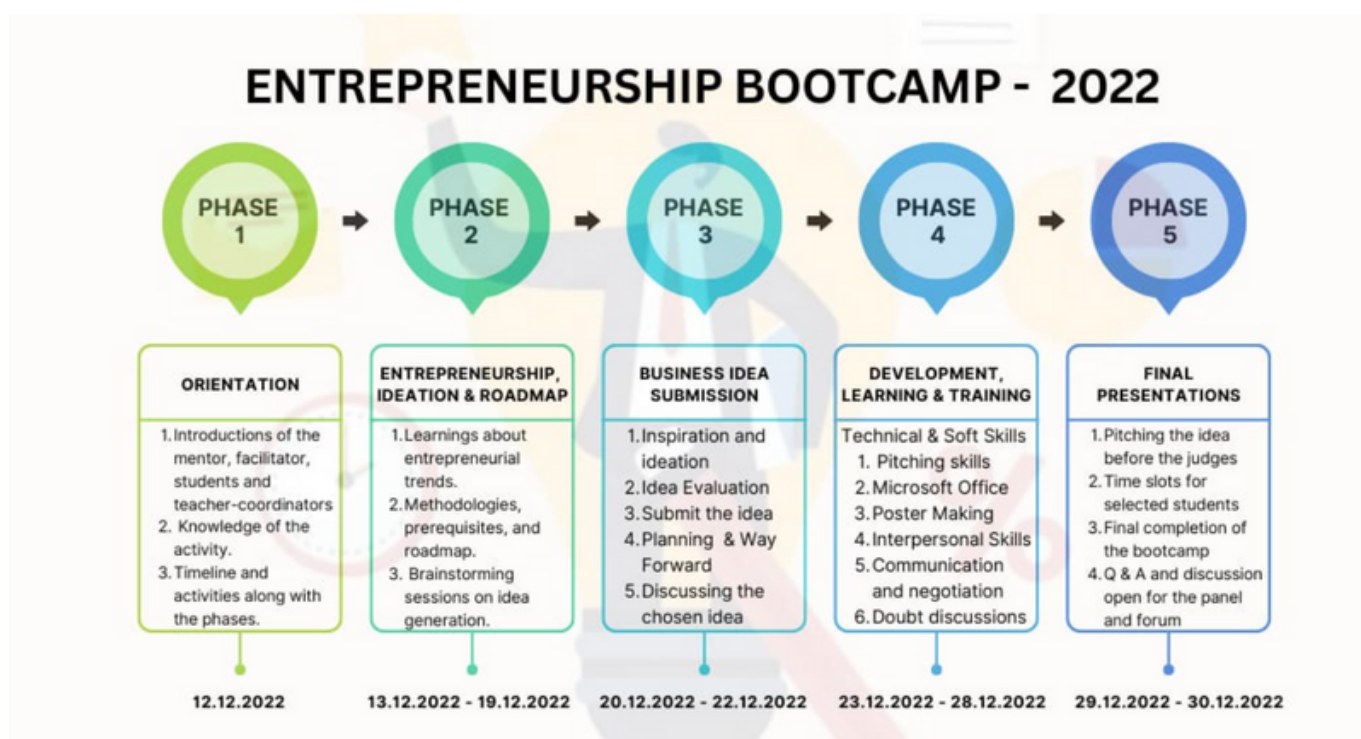 ENTREPRENEURSHIP BOOTCAMP - 2022
PHASE
1
PHASE
2
PHASE
3
PHASE
4
PHASE
5
ORIENTATION
1. Introductions of the
mentor, facilitator,
students and
teacher-coordinators
2. Knowledge of the
activity.
3. Timeline and
activities along with
the phases.
12.12.2022
ENTREPRENEURSHIP,
IDEATION & ROADMAP
1. Learnings about
entrepreneurial
trends.
2. Methodologies,
prerequisites, and
roadmap.
3. Brainstorming
sessions on idea
generation.
13.12.2022 - 19.12.2022
BUSINESS IDEA
SUBMISSION
1. Inspiration and
ideation
2. Idea Evaluation
3. Submit the idea
4. Planning & Way
Forward
5. Discussing the
chosen idea
20.12.2022 - 22.12.2022
DEVELOPMENT,
LEARNING & TRAINING
Technical & Soft Skills
1. Pitching skills
2. Microsoft Office
3. Poster Making
4. Interpersonal Skills
5. Communication
and negotiation
6. Doubt discussions
23.12.2022 - 28.12.2022
FINAL
PRESENTATIONS
1. Pitching the idea
before the judges
2. Time slots for
selected students
3. Final completion of
the bootcamp
4. Q & A and discussion
open for the panel
and forum
29.12.2022 - 30.12.2022
%